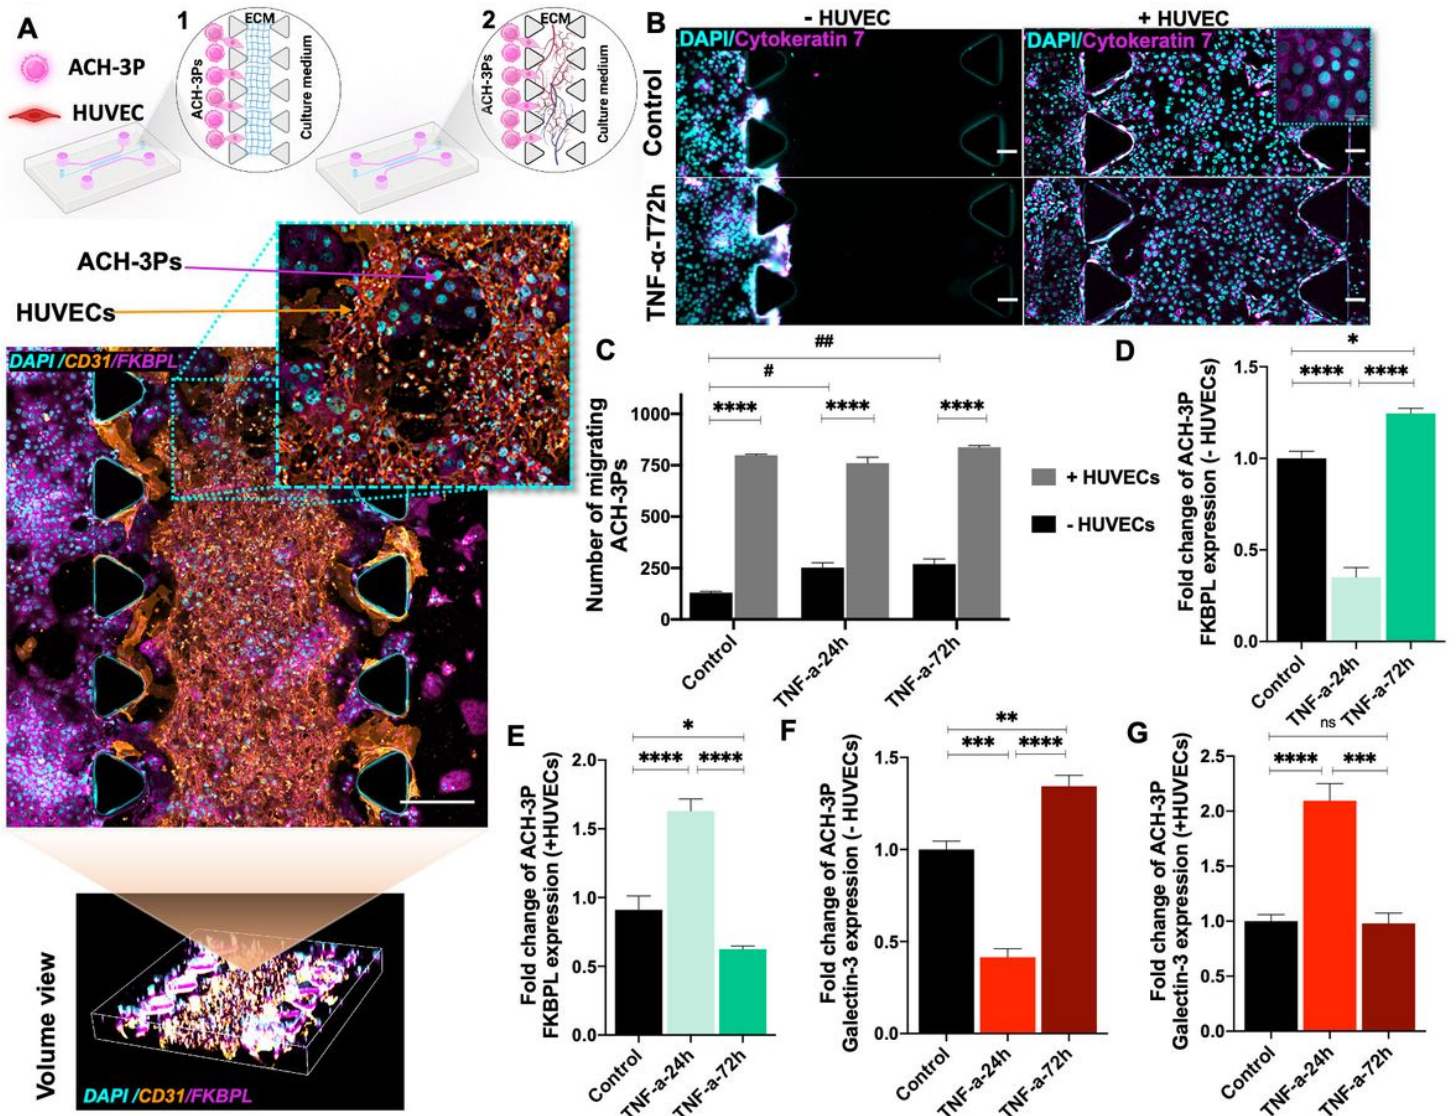 A
1
2
ECM
ECM
ACH-3P
HUVEC
ACH-3Ps
Culture medium
ACH-3Ps
Culture medium
ACH-3Ps
HUVECs
DAPI /CD31/FKBPL
Volume view
DAPI /CD31/FKBPL
B
- HUVEC
+ HUVEC
DAPI/Cytokeratin 7
DAPI/Cytokeratin 7
Control
TNF-α-T72h
C
##
#
**** **** ****
Number of migrating
ACH-3Ps
1000
750
500
250
0
Control
TNF-a-24h
TNF-a-72h
+ HUVECs
- HUVECs
D
*
**** ****
Fold change of ACH-3P
FKBPL expression (- HUVECs)
1.5
1.0
0.5
0.0
Control
TNF-a-24h
TNF-a-72h
E
*
**** ****
Fold change of ACH-3P
FKBPL expression (+HUVECs)
2.0
1.5
1.0
0.5
0.0
Control
TNF-a-24h
TNF-a-72h
F
**
*** ****
Fold change of ACH-3P
Galectin-3 expression (- HUVECs)
1.5
1.0
0.5
0.0
Control
TNF-a-24h
TNF-a-72h
G
ns
**** ***
Fold change of ACH-3P
Galectin-3 expression (+HUVECs)
2.5
2.0
1.5
1.0
0.5
0.0
Control
TNF-a-24h
TNF-a-72h